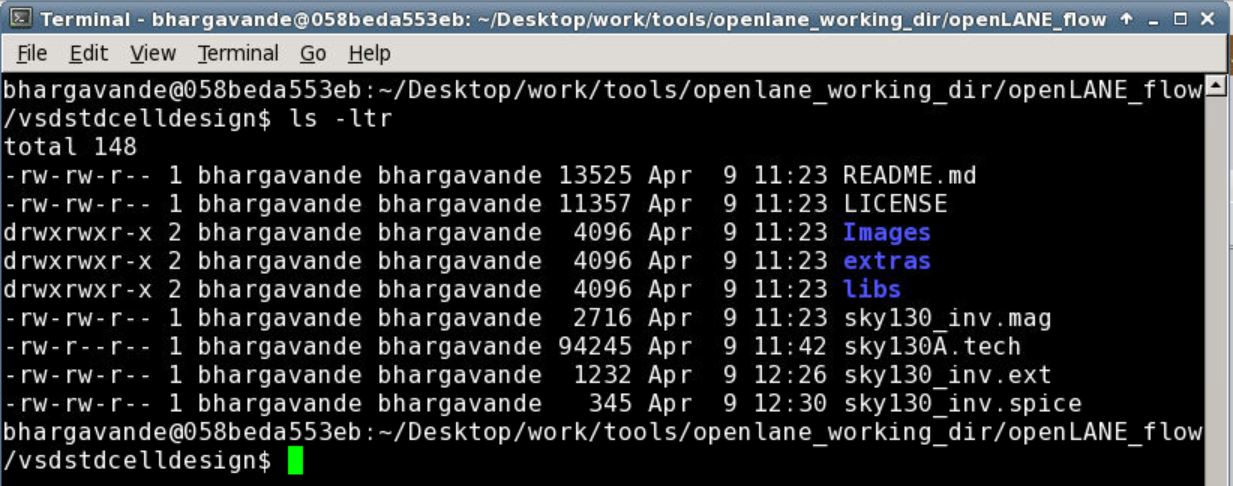 Terminal - bhargavande@058beda553eb: ~/Desktop/work/tools/openlane_working_dir/openLANE_flow
File Edit View Terminal Go Help
bhargavande@058beda553eb:~/Desktop/work/tools/openlane_working_dir/openLANE_flow
/vsdstdcelldesign$ ls -ltr
total 148
-rw-rw-r-- 1 bhargavande bhargavande 13525 Apr  9 11:23 README.md
-rw-rw-r-- 1 bhargavande bhargavande 11357 Apr  9 11:23 LICENSE
drwxrwxr-x 2 bhargavande bhargavande  4096 Apr  9 11:23 Images
drwxrwxr-x 2 bhargavande bhargavande  4096 Apr  9 11:23 extras
drwxrwxr-x 2 bhargavande bhargavande  4096 Apr  9 11:23 libs
-rw-rw-r-- 1 bhargavande bhargavande  2716 Apr  9 11:23 sky130_inv.mag
-rw-r--r-- 1 bhargavande bhargavande 94245 Apr  9 11:42 sky130A.tech
-rw-rw-r-- 1 bhargavande bhargavande  1232 Apr  9 12:26 sky130_inv.ext
-rw-rw-r-- 1 bhargavande bhargavande   345 Apr  9 12:30 sky130_inv.spice
bhargavande@058beda553eb:~/Desktop/work/tools/openlane_working_dir/openLANE_flow
/vsdstdcelldesign$